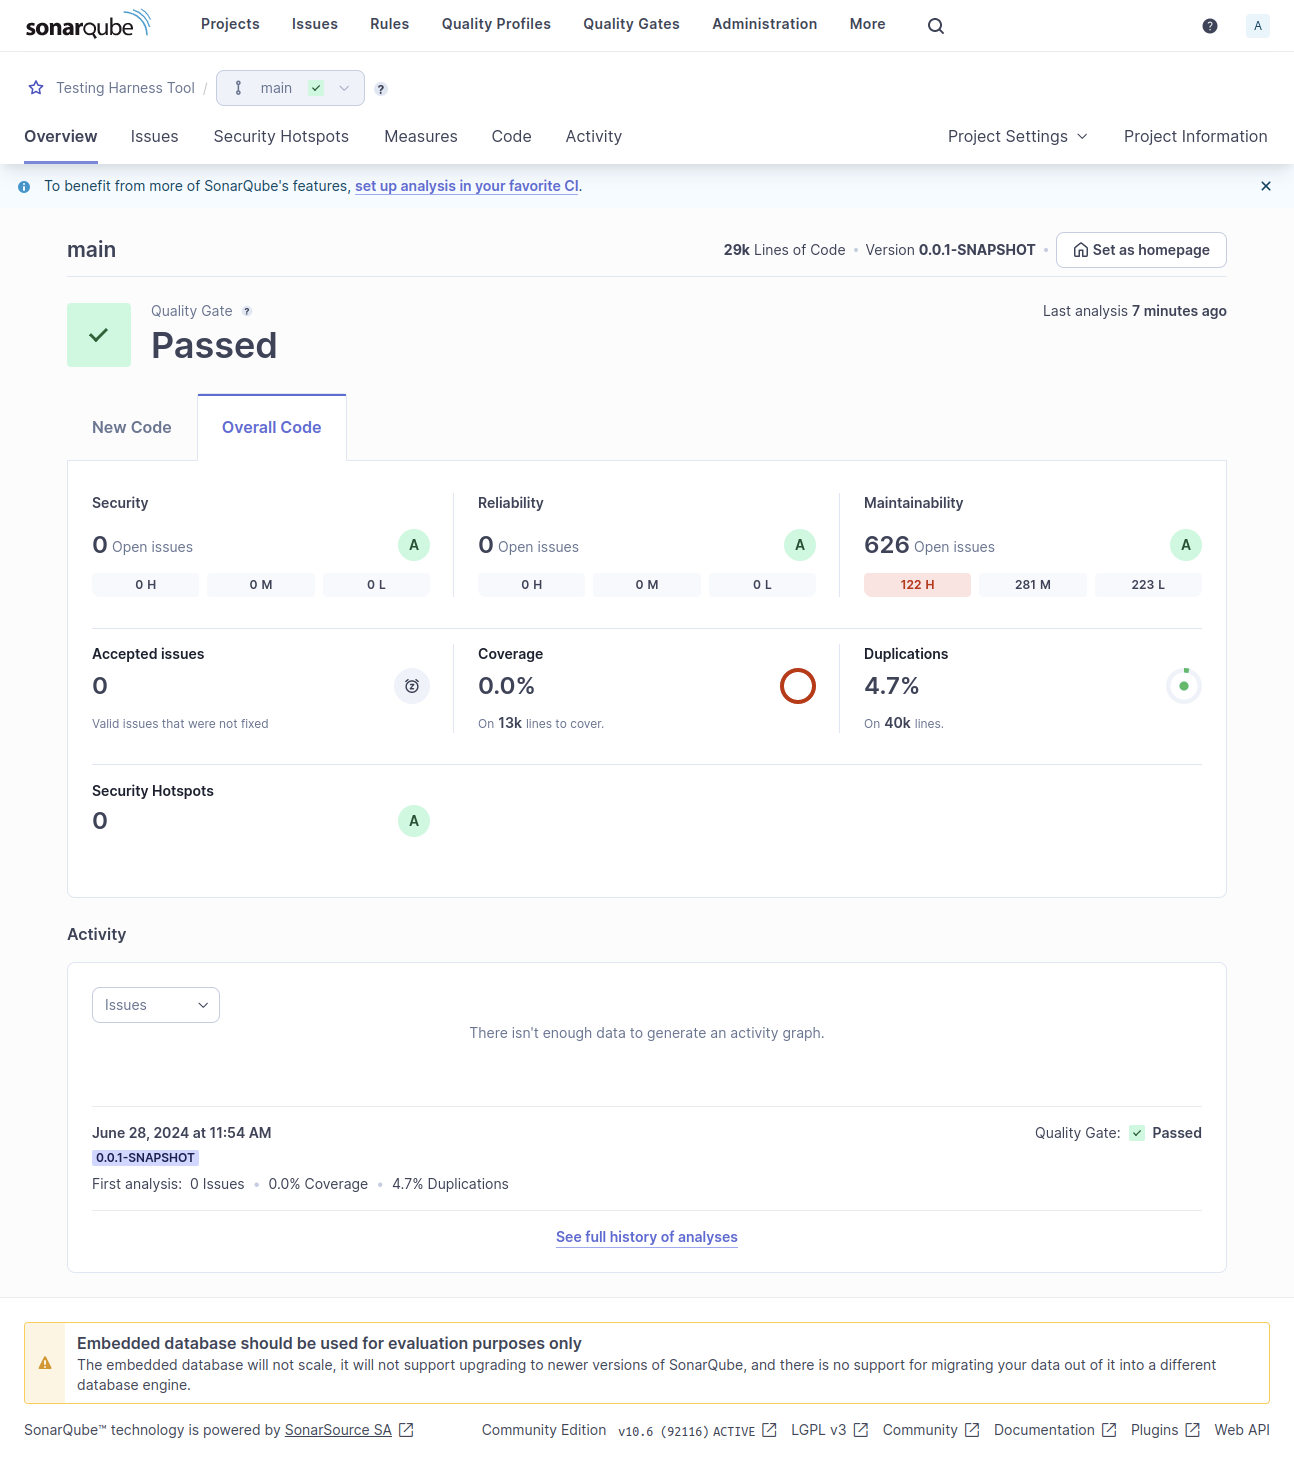 sonarqube Projects Issues Rules Quality Profiles Quality Gates Administration More ? A
Testing Harness Tool / main ?
Overview Issues Security Hotspots Measures Code Activity Project Settings Project Information
To benefit from more of SonarQube's features, set up analysis in your favorite CI.
main 29k Lines of Code • Version 0.0.1-SNAPSHOT • Set as homepage
Quality Gate ? Last analysis 7 minutes ago
Passed
New Code Overall Code
Security Reliability Maintainability
0 Open issues A 0 Open issues A 626 Open issues A
0 H 0 M 0 L 0 H 0 M 0 L 122 H 281 M 223 L
Accepted issues Coverage Duplications
0 0.0% 4.7%
Valid issues that were not fixed On 13k lines to cover. On 40k lines.
Security Hotspots
0 A
Activity
Issues
There isn't enough data to generate an activity graph.
June 28, 2024 at 11:54 AM Quality Gate: Passed
0.0.1-SNAPSHOT
First analysis: 0 Issues • 0.0% Coverage • 4.7% Duplications
See full history of analyses
Embedded database should be used for evaluation purposes only
The embedded database will not scale, it will not support upgrading to newer versions of SonarQube, and there is no support for migrating your data out of it into a different
database engine.
SonarQube™ technology is powered by SonarSource SA Community Edition v10.6 (92116) ACTIVE LGPL v3 Community Documentation Plugins Web API